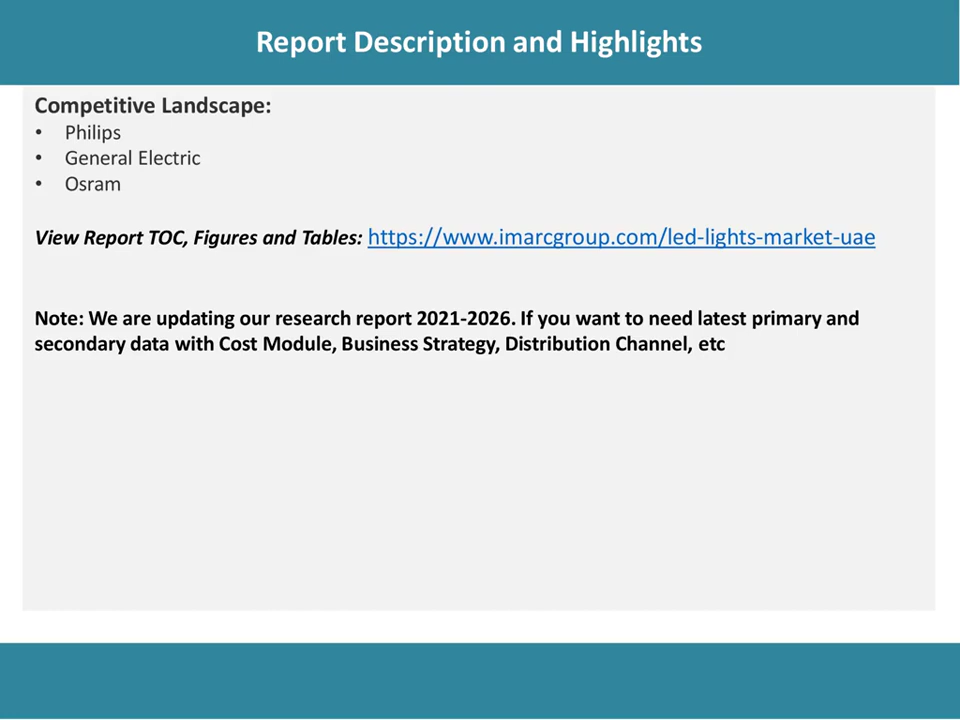 Report Description and Highlights
Competitive Landscape:
• Philips
• General Electric
• Osram
View Report TOC, Figures and Tables: https://www.imarcgroup.com/led-lights-market-uae
Note: We are updating our research report 2021-2026. If you want to need latest primary and
secondary data with Cost Module, Business Strategy, Distribution Channel, etc